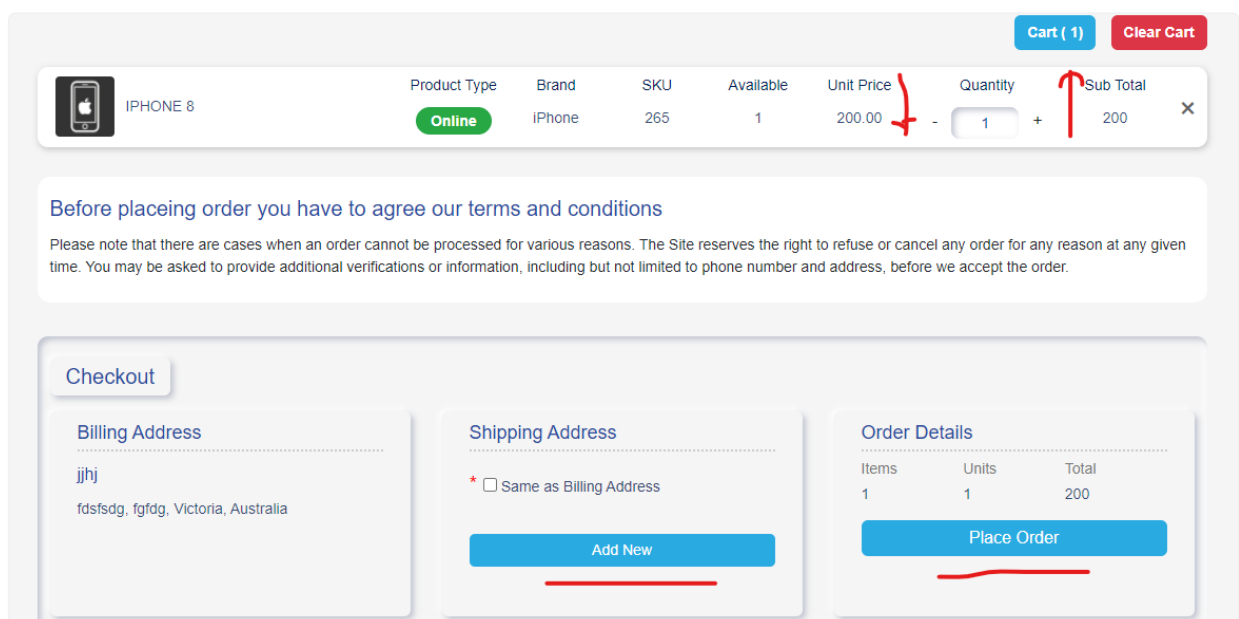 Cart ( 1) Clear Cart
Product Type Brand SKU Available Unit Price Quantity Sub Total
IPHONE 8 Online iPhone 265 1 200.00 - 1 + 200 ×
Before placeing order you have to agree our terms and conditions
Please note that there are cases when an order cannot be processed for various reasons. The Site reserves the right to refuse or cancel any order for any reason at any given
time. You may be asked to provide additional verifications or information, including but not limited to phone number and address, before we accept the order.
Checkout
Billing Address
jjhj
fdsfsdg, fgfdg, Victoria, Australia
Shipping Address
* Same as Billing Address
Add New
Order Details
Items Units Total
1 1 200
Place Order